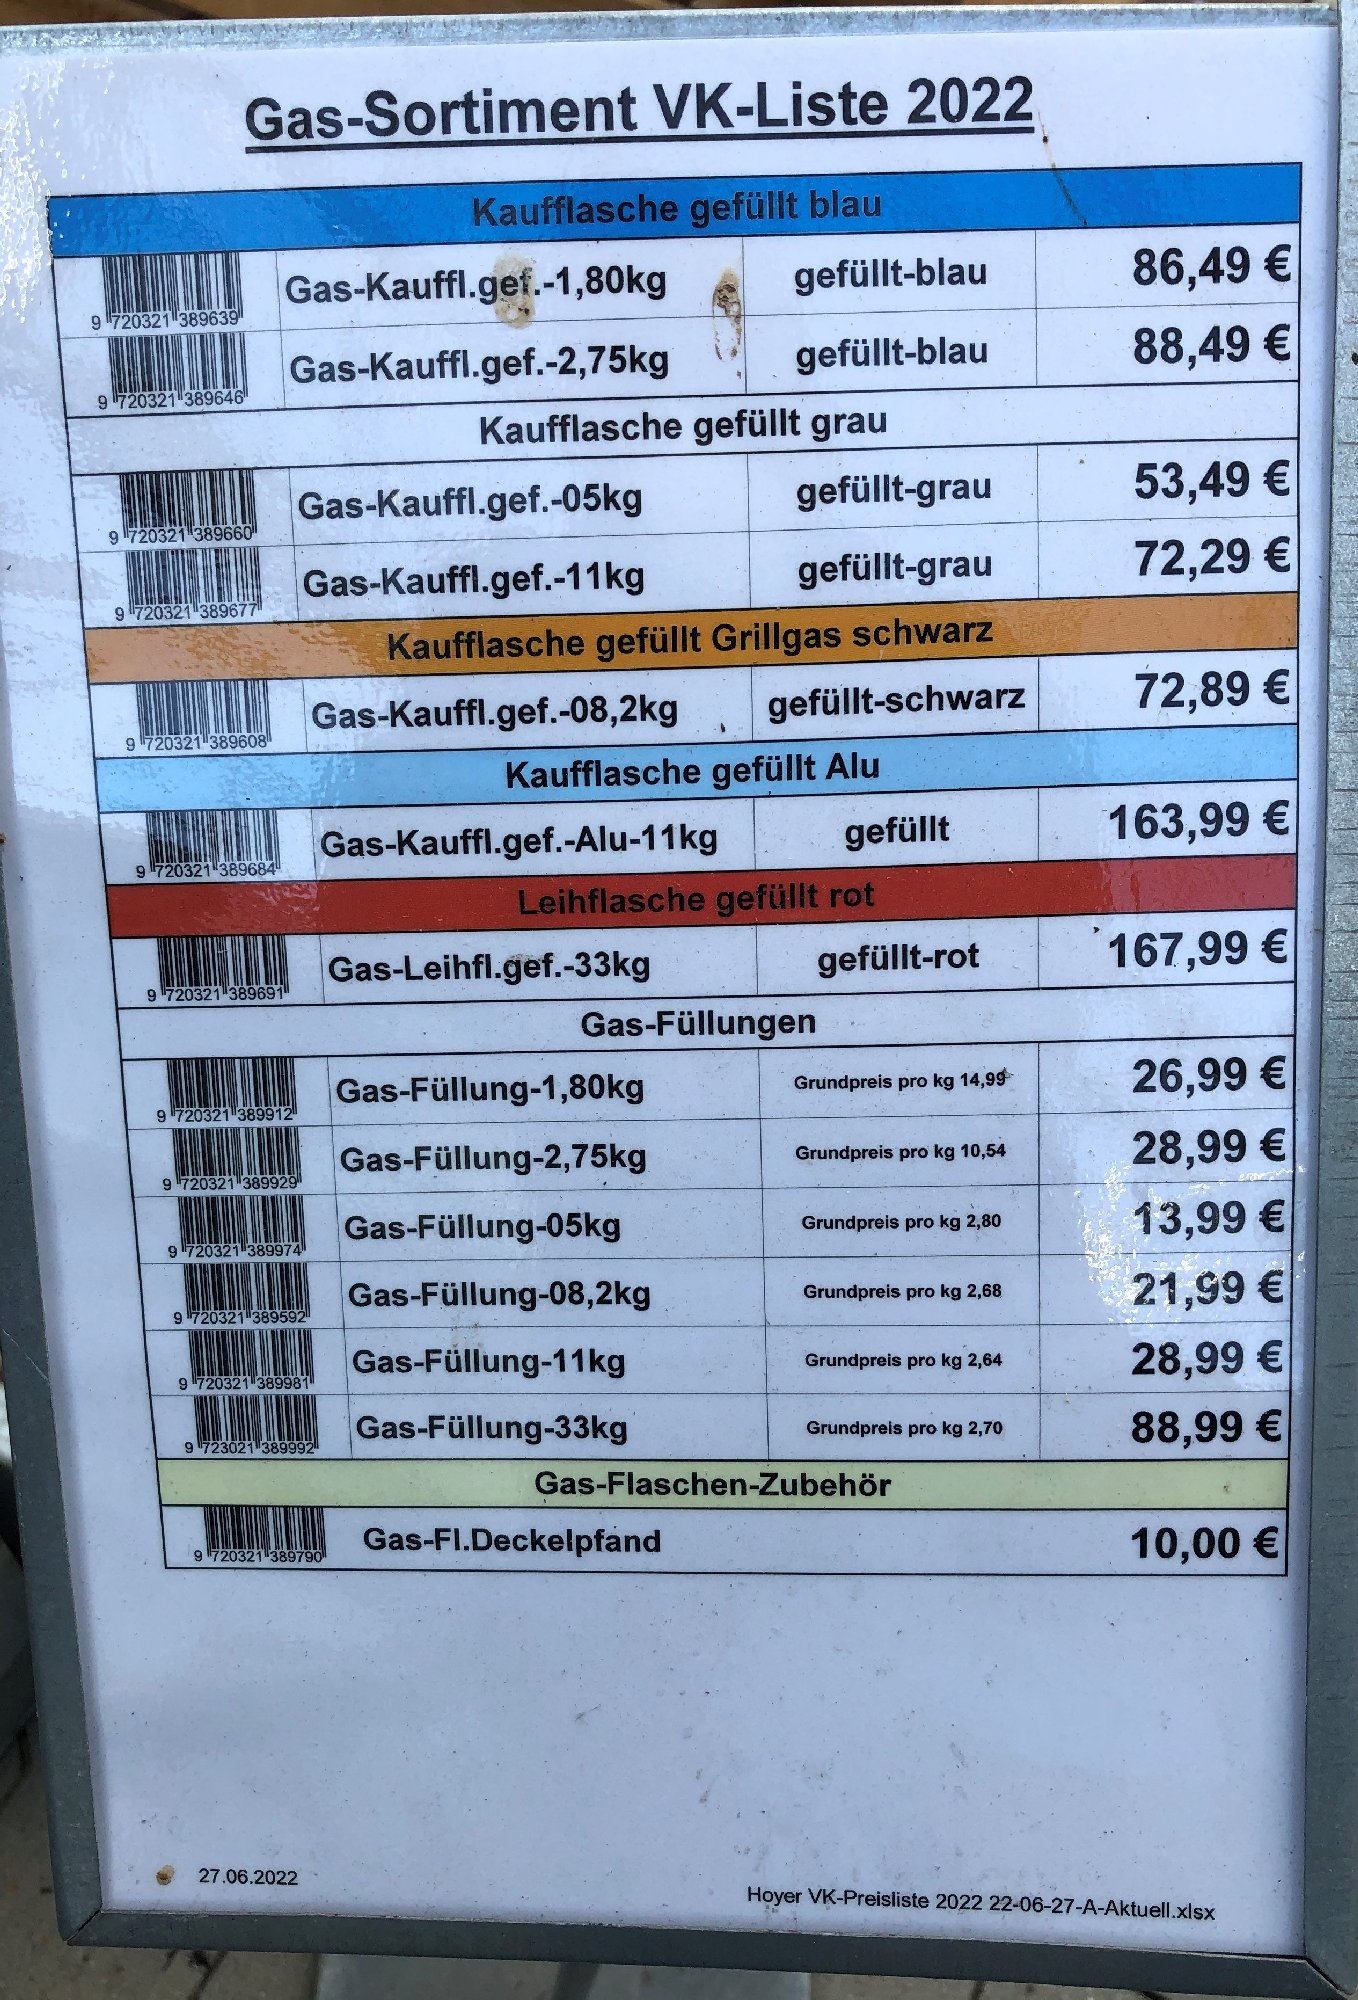 Gas-Sortiment VK-Liste 2022
Kaufflasche gefüllt blau
9 720321 389639 Gas-Kauffl.gef.-1,80kg gefüllt-blau 86,49 €
9 720321 389646 Gas-Kauffl.gef.-2,75kg gefüllt-blau 88,49 €
Kaufflasche gefüllt grau
9 720321 389660 Gas-Kauffl.gef.-05kg gefüllt-grau 53,49 €
9 720321 389677 Gas-Kauffl.gef.-11kg gefüllt-grau 72,29 €
Kaufflasche gefüllt Grillgas schwarz
9 720321 389608 Gas-Kauffl.gef.-08,2kg gefüllt-schwarz 72,89 €
Kaufflasche gefüllt Alu
9 720321 389684 Gas-Kauffl.gef.-Alu-11kg gefüllt 163,99 €
Leihflasche gefüllt rot
9 720321 389691 Gas-Leihfl.gef.-33kg gefüllt-rot 167,99 €
Gas-Füllungen
9 720321 389912 Gas-Füllung-1,80kg Grundpreis pro kg 14,99 26,99 €
9 720321 389929 Gas-Füllung-2,75kg Grundpreis pro kg 10,54 28,99 €
9 720321 389974 Gas-Füllung-05kg Grundpreis pro kg 2,80 13,99 €
9 720321 389592 Gas-Füllung-08,2kg Grundpreis pro kg 2,68 21,99 €
9 720321 389981 Gas-Füllung-11kg Grundpreis pro kg 2,64 28,99 €
9 723021 389992 Gas-Füllung-33kg Grundpreis pro kg 2,70 88,99 €
Gas-Flaschen-Zubehör
9 720321 389790 Gas-Fl.Deckelpfand 10,00 €
27.06.2022
Hoyer VK-Preisliste 2022 22-06-27-A-Aktuell.xlsx